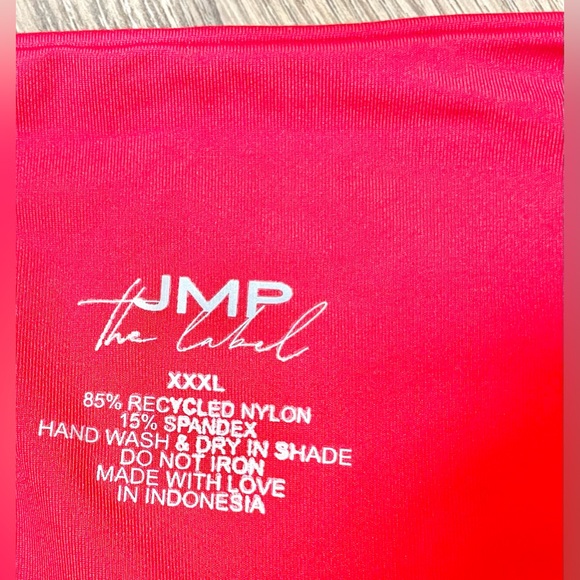 JMP
the label
XXXL
85% RECYCLED NYLON
15% SPANDEX
HAND WASH & DRY IN SHADE
DO NOT IRON
MADE WITH LOVE
IN INDONESIA